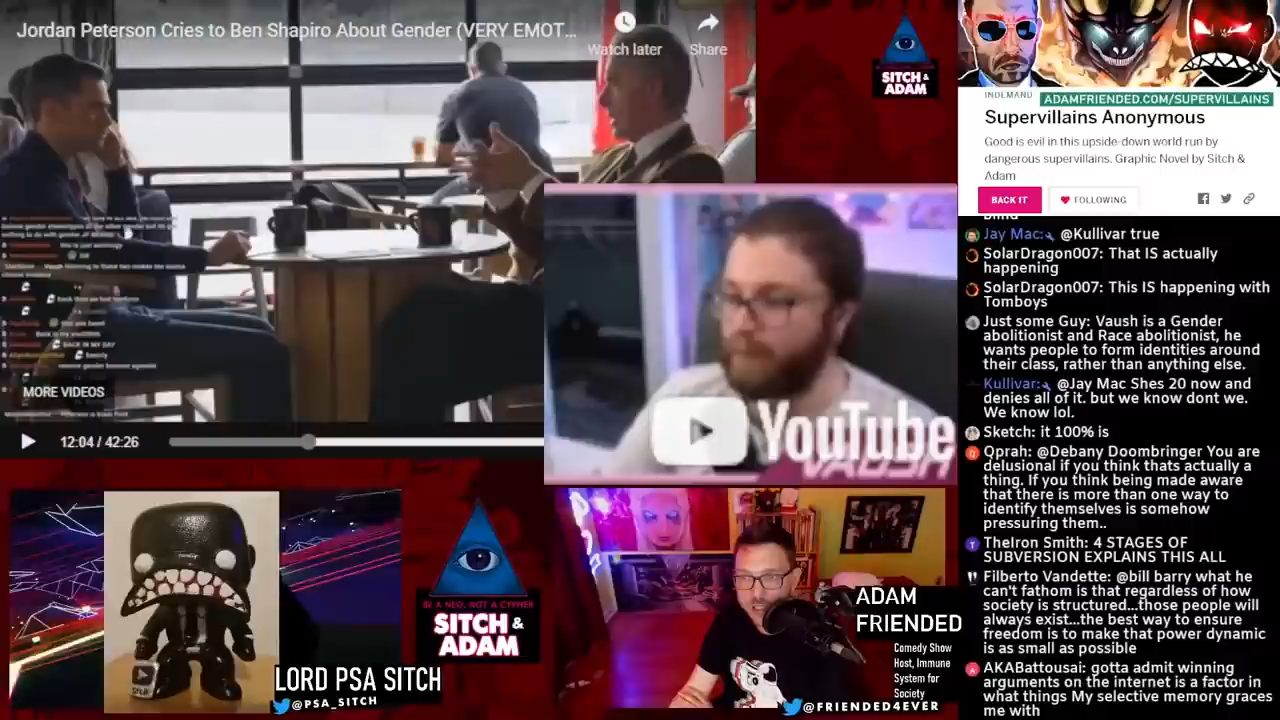 Jordan Peterson Cries to Ben Shapiro About Gender (VERY EMOT...
Watch later
Share
SITCH &
ADAM
MORE VIDEOS
12:04 / 42:26
YouTube
VAUSH
BE A NEO, NOT A CYPHER
SITCH &
ADAM
LORD PSA SITCH
@PSA_SITCH
ADAM
FRIENDED
Comedy Show
Host, Immune
System for
Society
@FRIENDED4EVER
INDEMAND
ADAMFRIENDED.COM/SUPERVILLAINS
Supervillains Anonymous
Good is evil in this upside-down world run by
dangerous supervillains. Graphic Novel by Sitch &
Adam
BACK IT
FOLLOWING
blind
Jay Mac: @Kullivar true
SolarDragon007: That IS actually
happening
SolarDragon007: This IS happening with
Tomboys
Just some Guy: Vaush is a Gender
abolitionist and Race abolitionist, he
wants people to form identities around
their class, rather than anything else.
Kullivar: @Jay Mac Shes 20 now and
denies all of it. but we know dont we.
We know lol.
Sketch: it 100% is
Qprah: @Debany Doombringer You are
delusional if you think thats actually a
thing. If you think being made aware
that there is more than one way to
identify themselves is somehow
pressuring them..
TheIron Smith: 4 STAGES OF
SUBVERSION EXPLAINS THIS ALL
Filberto Vandette: @bill barry what he
can't fathom is that regardless of how
society is structured...those people will
always exist...the best way to ensure
freedom is to make that power dynamic
is as small as possible
AKABattousai: gotta admit winning
arguments on the internet is a factor in
what things My selective memory graces
me with